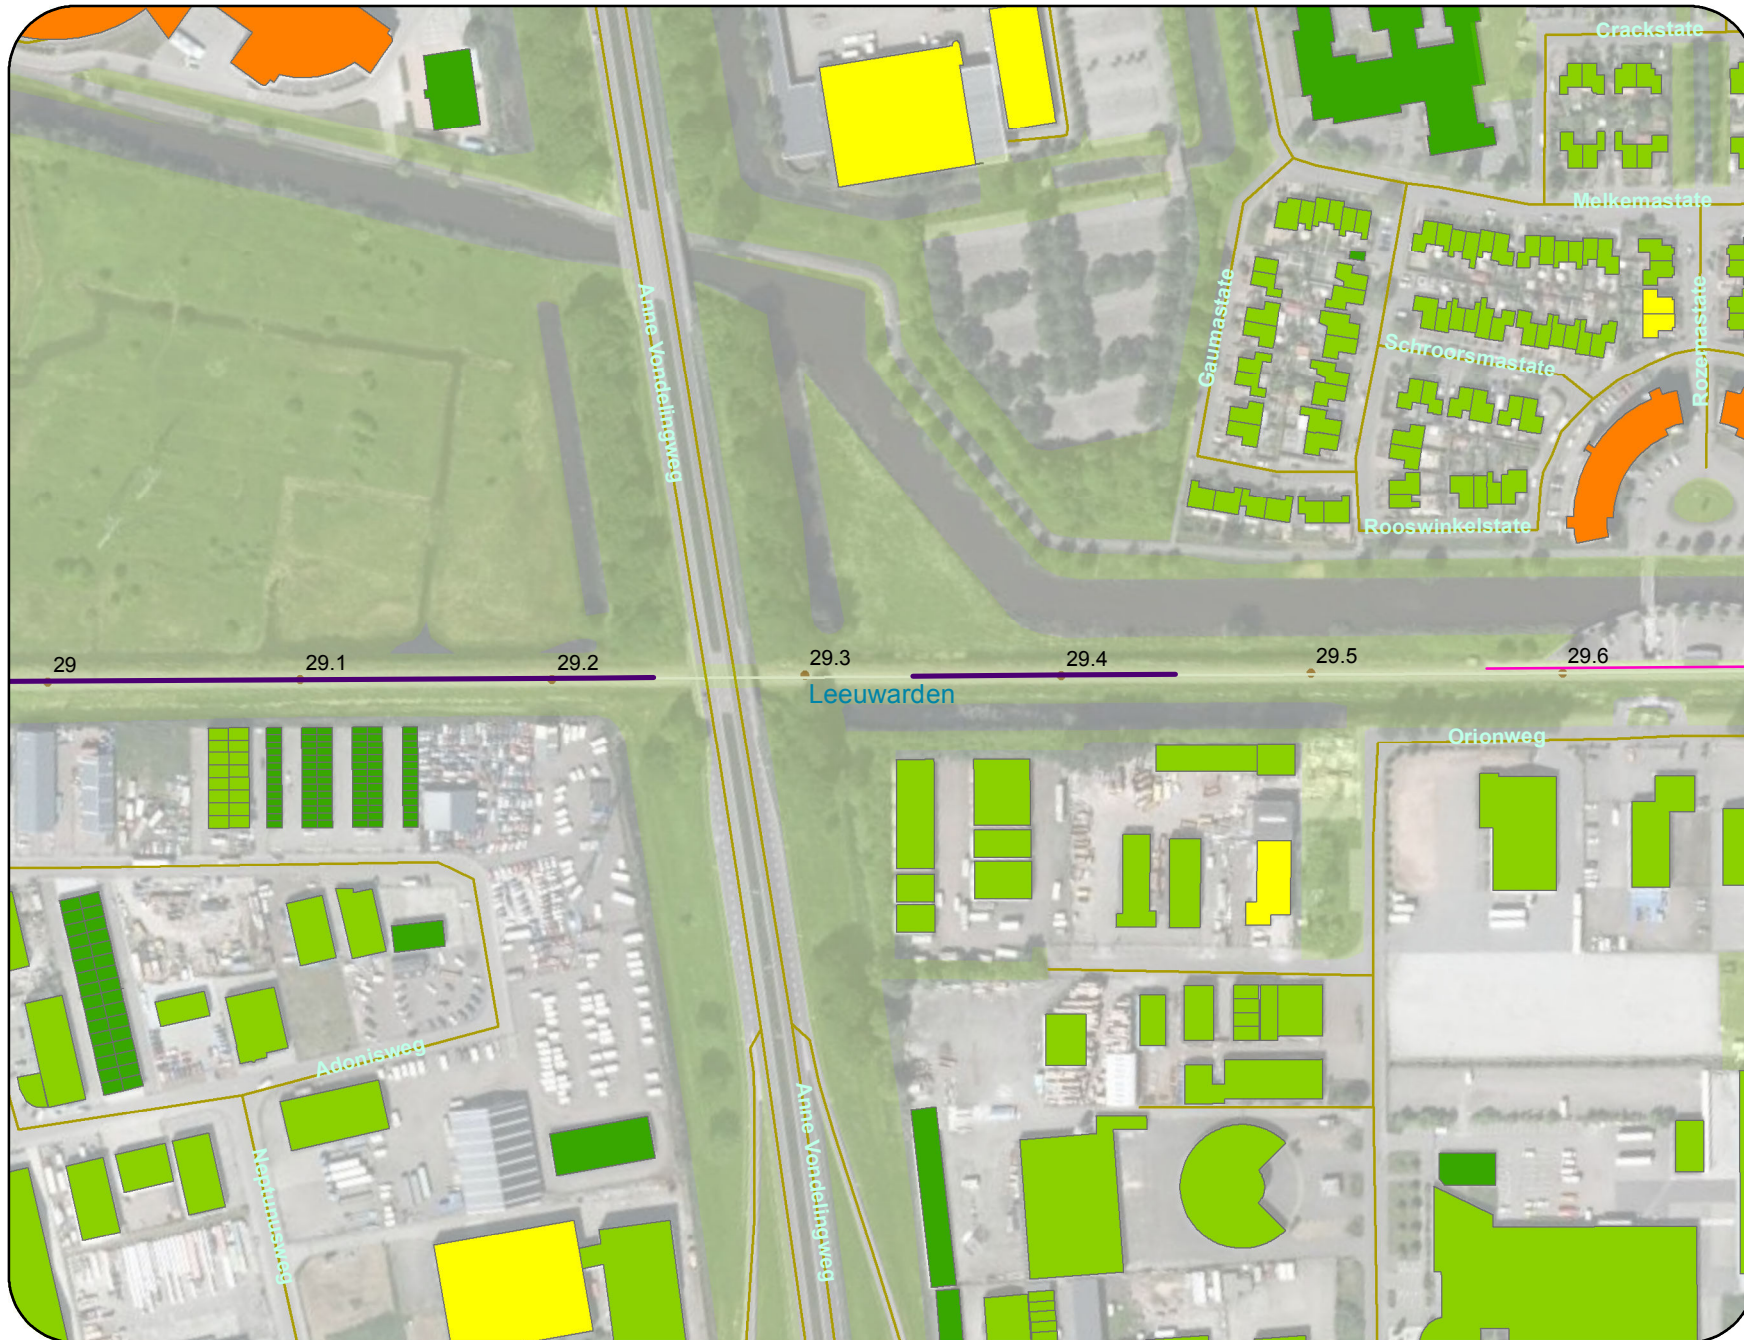 Crackstate
Melkemastate
Anne Vondelingweg
Gaumastate
Rozemastate
Schroorsmastate
Rooswinkelstate
29
29.1
29.2
29.3
29.4
29.5
29.6
Leeuwarden
Orionweg
Adonisweg
Anne Vondelingweg
Neptunusweg